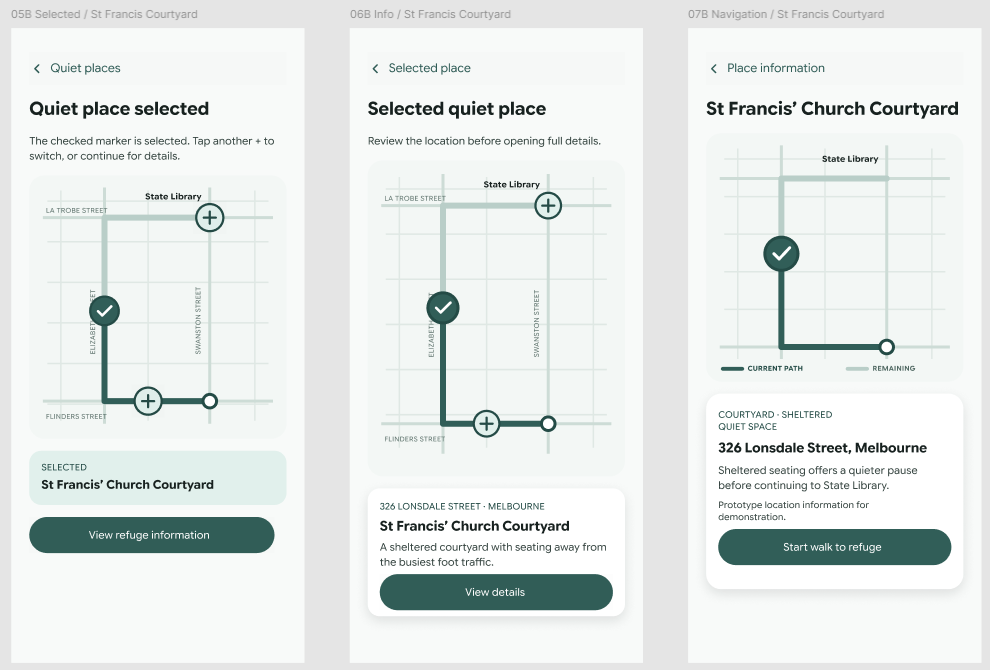 05B Selected / St Francis Courtyard
Quiet places
Quiet place selected
The checked marker is selected. Tap another + to
switch, or continue for details.
State Library
LA TROBE STREET
SWANSTON STREET
FLINDERS STREET
SELECTED
St Francis’ Church Courtyard
View refuge information
06B Info / St Francis Courtyard
Selected place
Selected quiet place
Review the location before opening full details.
State Library
LA TROBE STREET
SWANSTON STREET
FLINDERS STREET
326 LONSDALE STREET · MELBOURNE
St Francis’ Church Courtyard
A sheltered courtyard with seating away from
the busiest foot traffic.
View details
07B Navigation / St Francis Courtyard
Place information
St Francis’ Church Courtyard
State Library
CURRENT PATH
REMAINING
COURTYARD · SHELTERED
QUIET SPACE
326 Lonsdale Street, Melbourne
Sheltered seating offers a quieter pause
before continuing to State Library.
Prototype location information for
demonstration.
Start walk to refuge